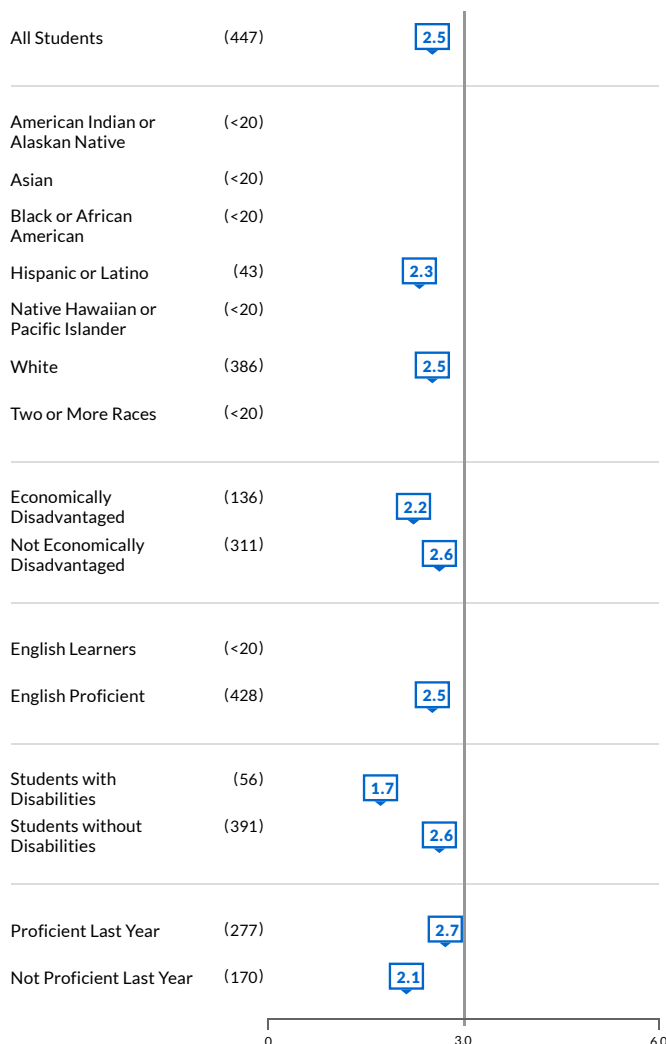 All Students (447) 2.5
American Indian or (<20)
Alaskan Native
Asian (<20)
Black or African (<20)
American
Hispanic or Latino (43) 2.3
Native Hawaiian or (<20)
Pacific Islander
White (386) 2.5
Two or More Races (<20)
Economically (136) 2.2
Disadvantaged
Not Economically (311) 2.6
Disadvantaged
English Learners (<20)
English Proficient (428) 2.5
Students with (56) 1.7
Disabilities
Students without (391) 2.6
Disabilities
Proficient Last Year (277) 2.7
Not Proficient Last Year (170) 2.1
0 3.0 6.0